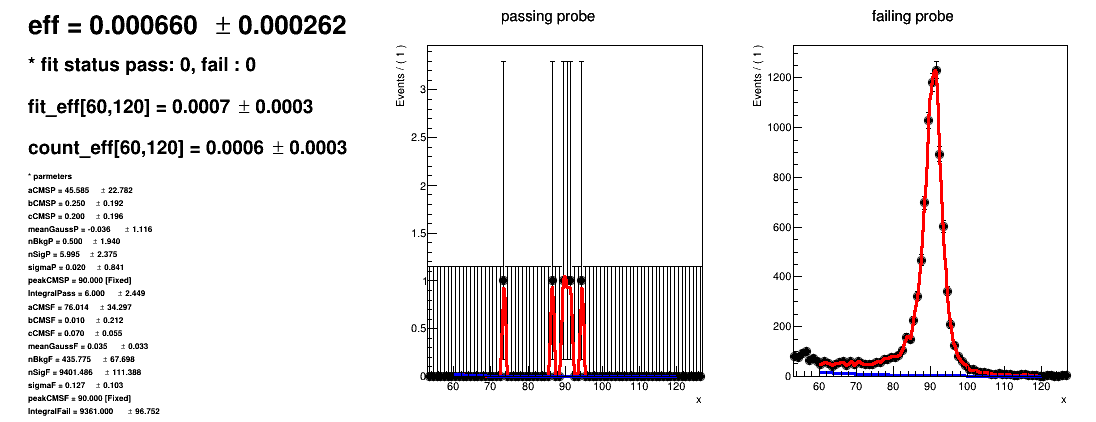 eff = 0.000660 ± 0.000262
* fit status pass: 0, fail : 0
fit_eff[60,120] = 0.0007 ± 0.0003
count_eff[60,120] = 0.0006 ± 0.0003
* parmeters
aCMSP = 45.585 ± 22.782
bCMSP = 0.250 ± 0.192
cCMSP = 0.200 ± 0.196
meanGaussP = -0.036 ± 1.116
nBkgP = 0.500 ± 1.940
nSigP = 5.995 ± 2.375
sigmaP = 0.020 ± 0.841
peakCMSP = 90.000 [Fixed]
IntegralPass = 6.000 ± 2.449
aCMSF = 76.014 ± 34.297
bCMSF = 0.010 ± 0.212
cCMSF = 0.070 ± 0.055
meanGaussF = 0.035 ± 0.033
nBkgF = 435.775 ± 67.698
nSigF = 9401.486 ± 111.388
sigmaF = 0.127 ± 0.103
peakCMSF = 90.000 [Fixed]
IntegralFail = 9361.000 ± 96.752
passing probe
Events / ( 1 )
3
2.5
2
1.5
1
0.5
0
60 70 80 90 100 110 120
x
failing probe
Events / ( 1 )
1200
1000
800
600
400
200
0
60 70 80 90 100 110 120
x